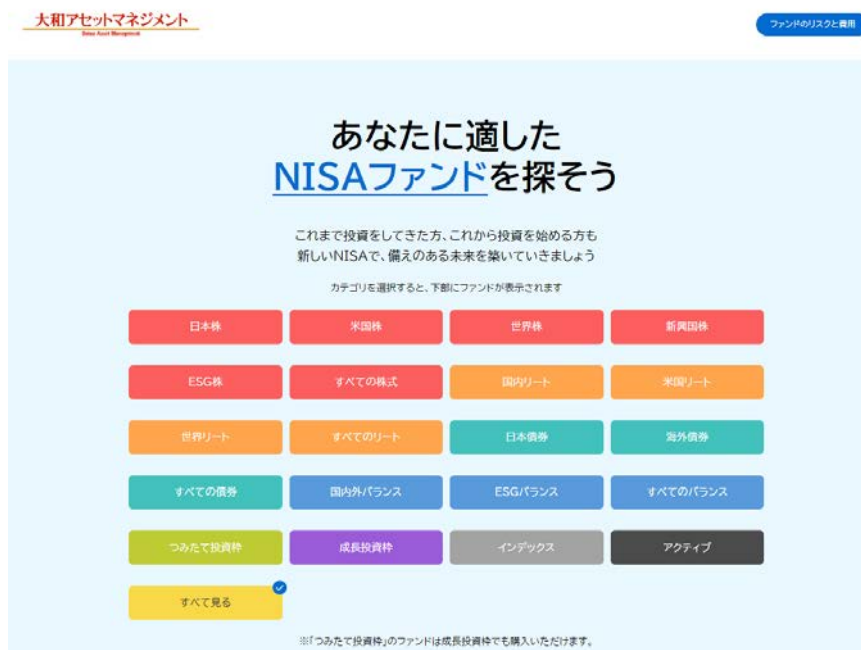 大和アセットマネジメント
Daiwa Asset Management
ファンドのリスクと費用
あなたに適した
NISAファンドを探そう
これまで投資をしてきた方、これから投資を始める方も
新しいNISAで、備えのある未来を築いていきましょう
カテゴリを選択すると、下部にファンドが表示されます
日本株
米国株
世界株
新興国株
ESG株
すべての株式
国内リート
米国リート
世界リート
すべてのリート
日本債券
海外債券
すべての債券
国内外バランス
ESGバランス
すべてのバランス
つみたて投資枠
成長投資枠
インデックス
アクティブ
すべて見る
※「つみたて投資枠」のファンドは成長投資枠でも購入いただけます。